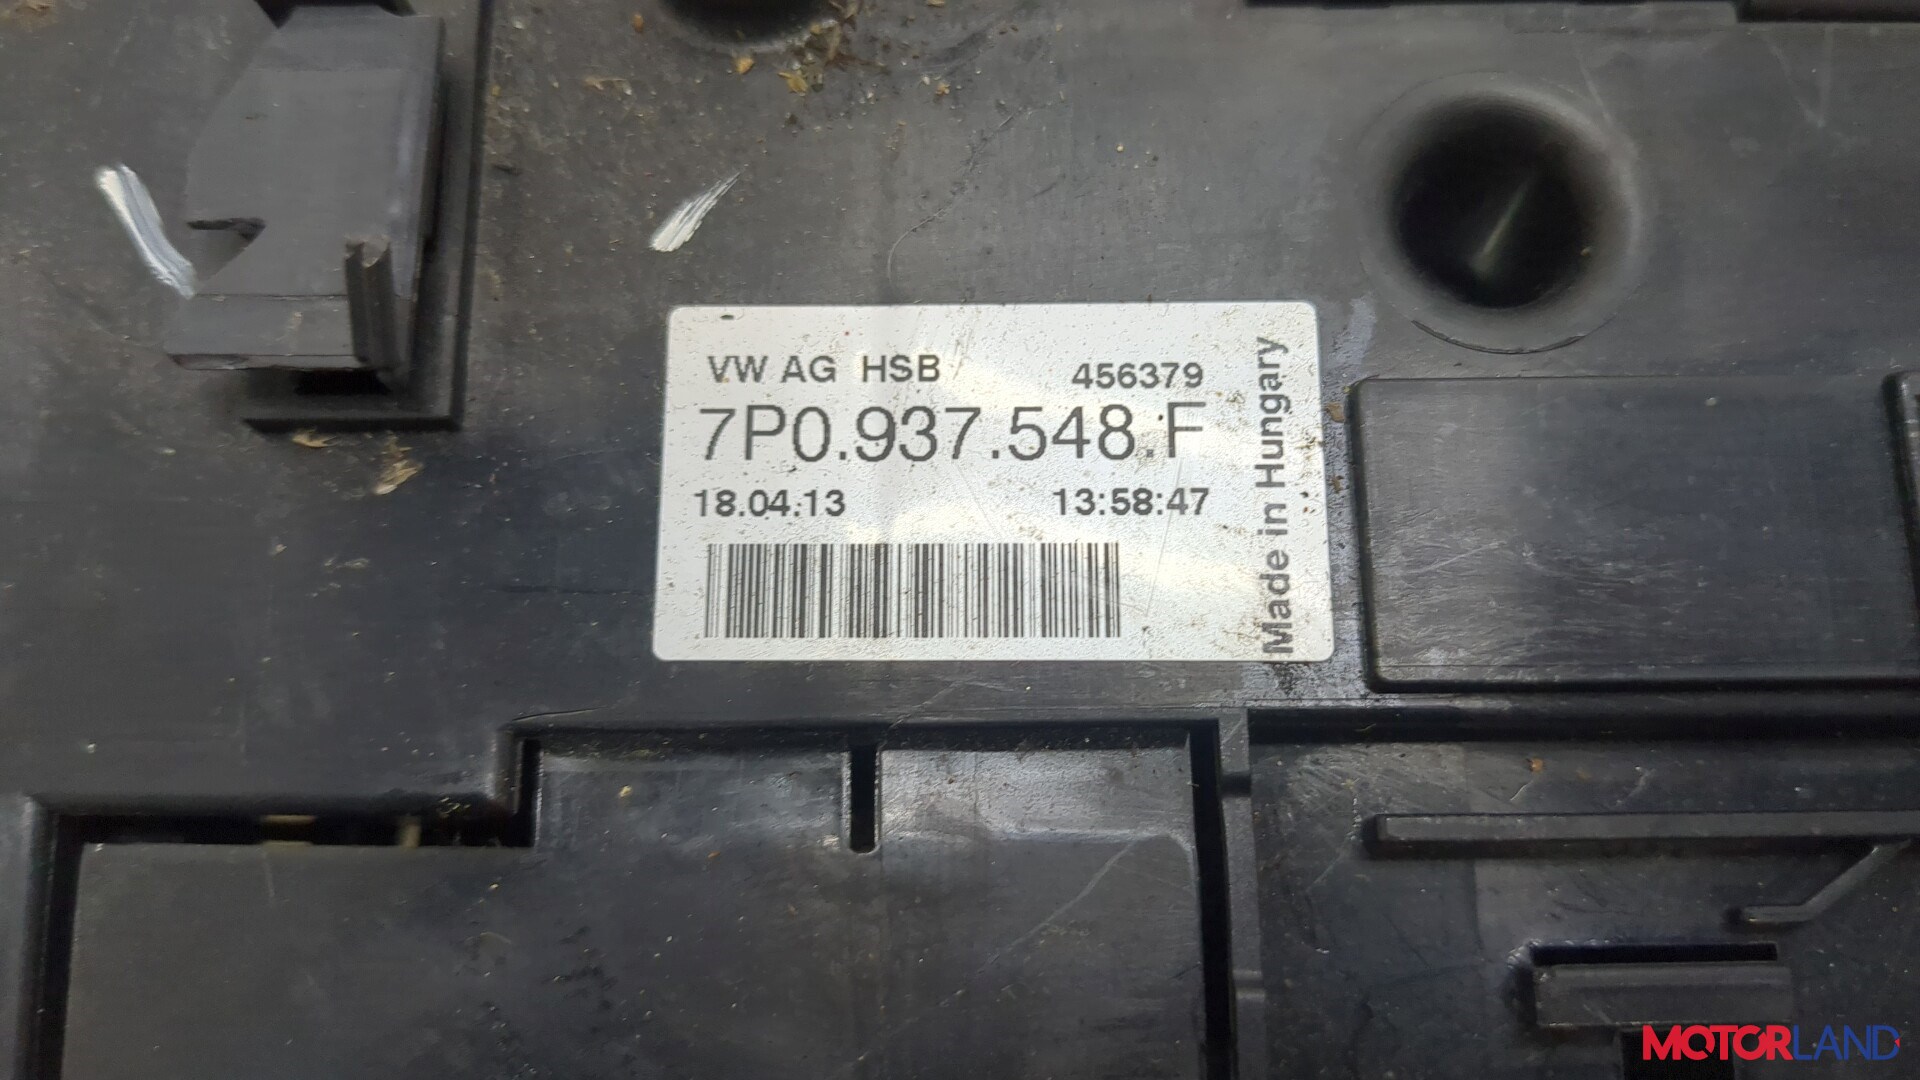 VW AG HSB 456379
7P0.937.548.F
18.04.13 13:58:47
Made in Hungary
MOTORLAND